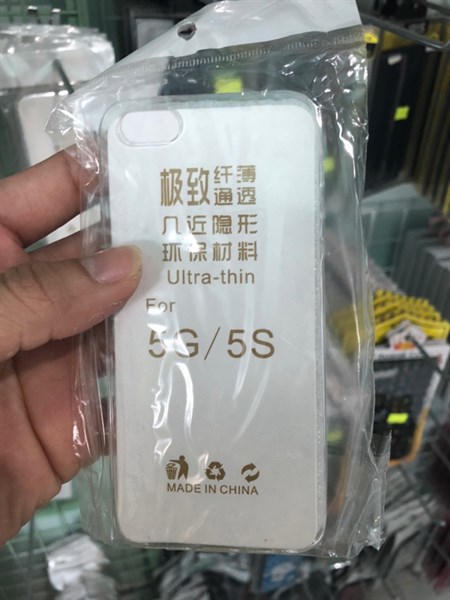 极致纤薄
通透
几近隐形
环保材料
Ultra-thin
For
5G/5S
MADE IN CHINA